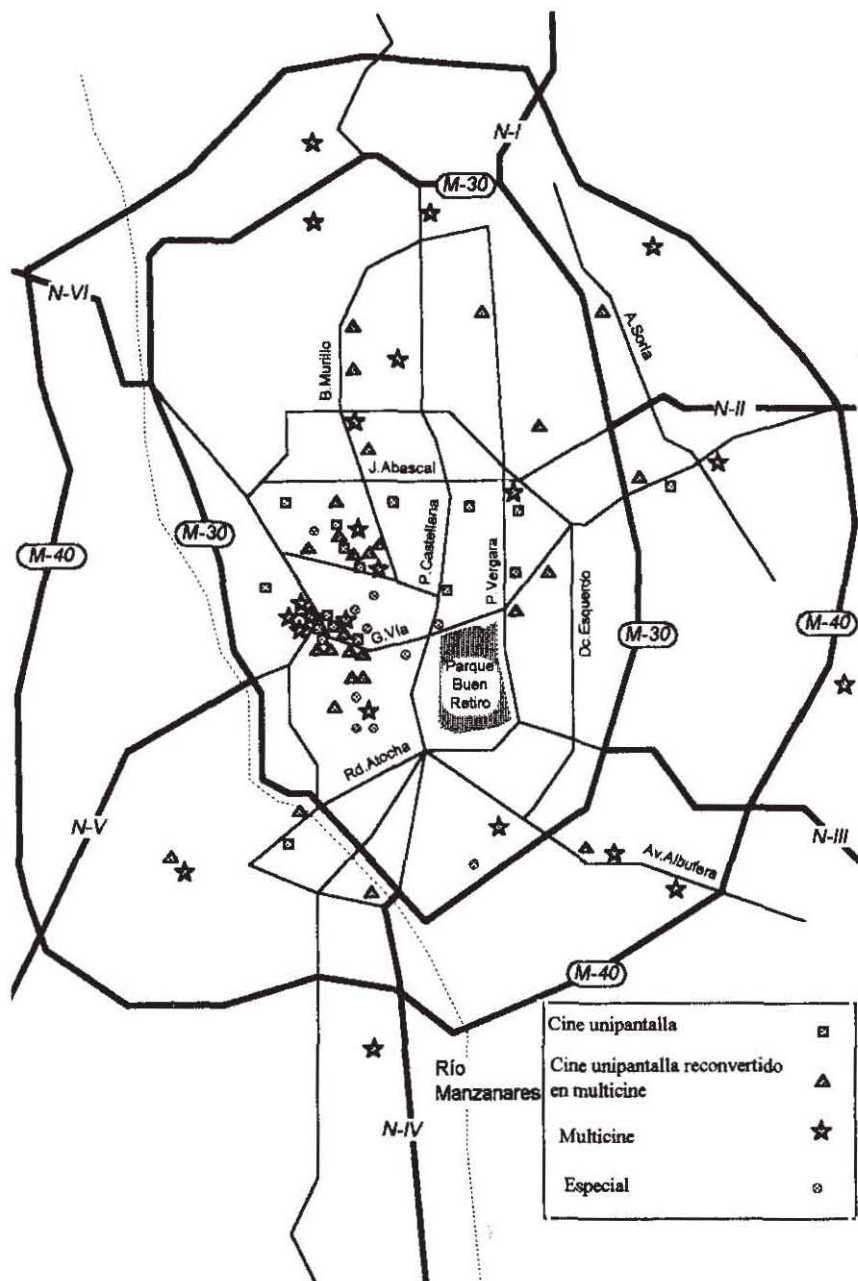 N-I
M-30
N-VI
A.Soria
B.Murillo
N-II
J.Abascal
M-40
M-30
P.Castellana
P.Vergara
Dc.Esquerdo
M-40
M-30
G.Vía
Parque
Buen
Retiro
Rd.Atocha
N-V
N-III
Av.Albufera
M-40
Río
Manzanares
N-IV
Cine unipantalla
Cine unipantalla reconvertido
en multicine
Multicine
Especial